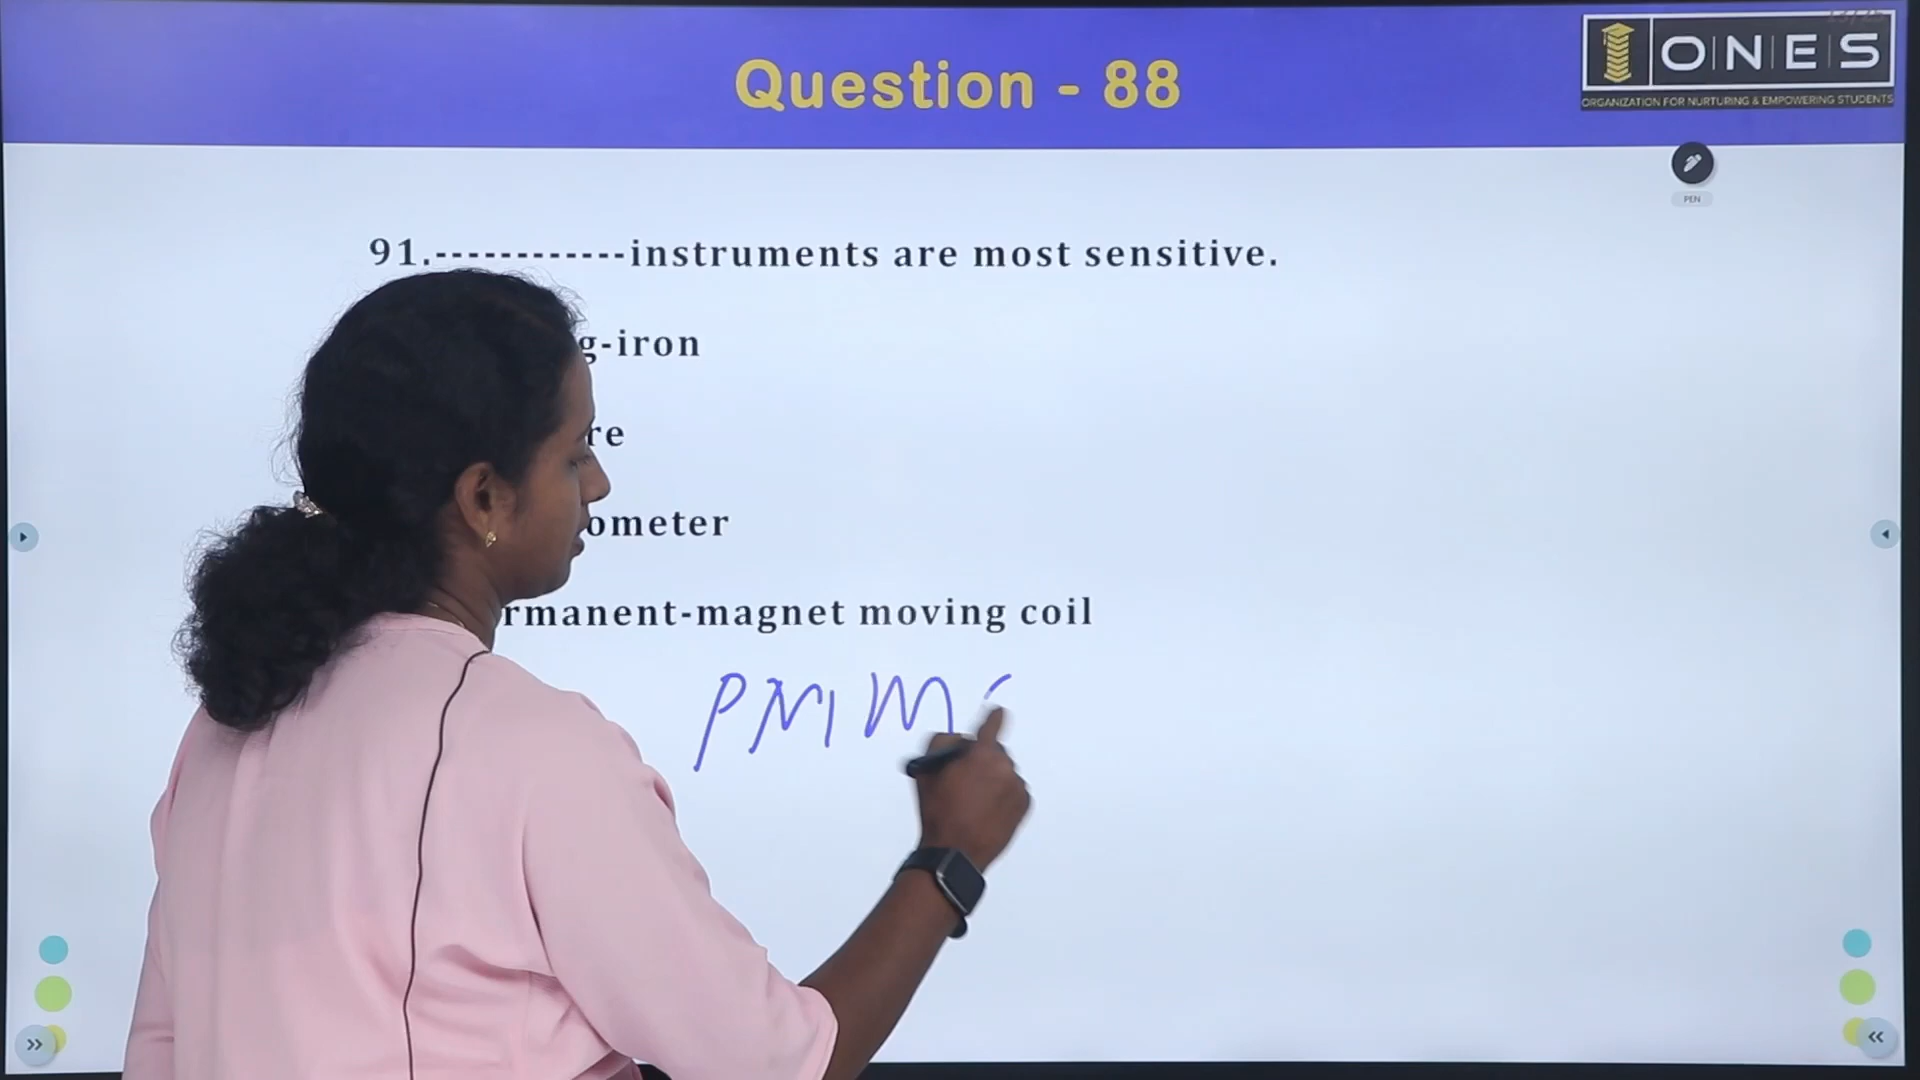 Question - 88
O|N|E|S
ORGANIZATION FOR NURTURING & EMPOWERING STUDENTS
PEN
91.------------instruments are most sensitive.
g-iron
re
ometer
rmanent-magnet moving coil
PMM